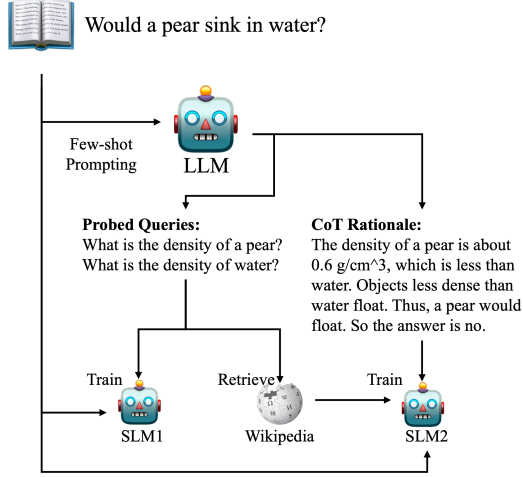 Would a pear sink in water?
Few-shot
Prompting
LLM
Probed Queries:
What is the density of a pear?
What is the density of water?
CoT Rationale:
The density of a pear is about
0.6 g/cm^3, which is less than
water. Objects less dense than
water float. Thus, a pear would
float. So the answer is no.
Train
Retrieve
Train
SLM1
Wikipedia
SLM2